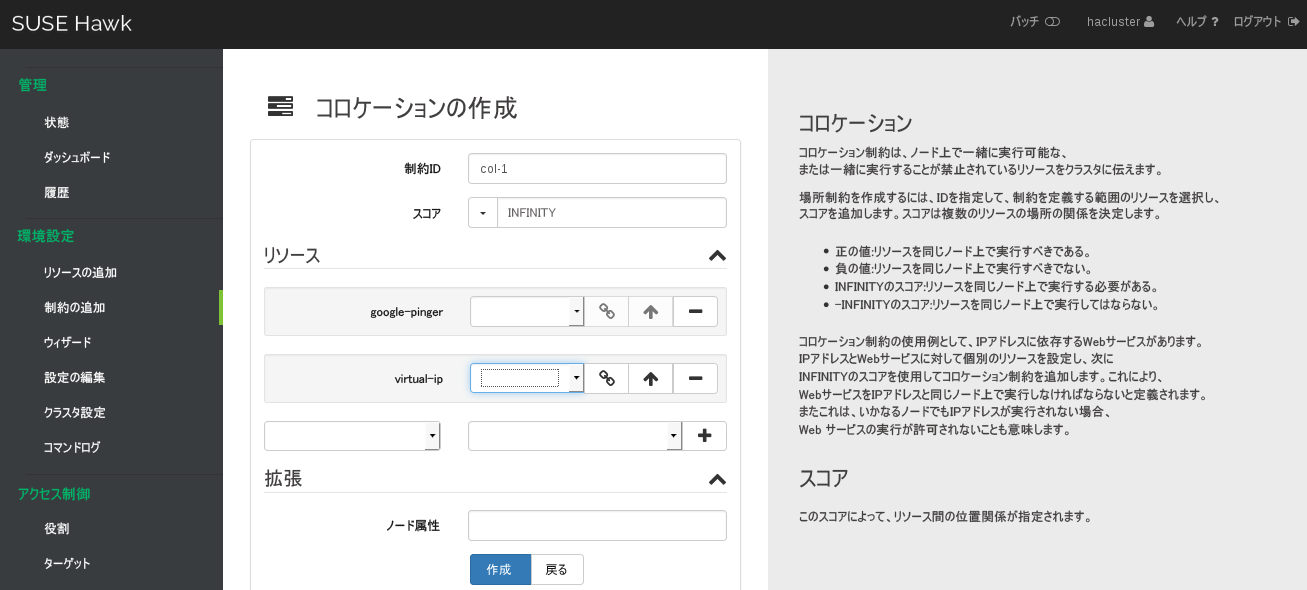 SUSE Hawk
バッチ
hacluster
ヘルプ ?
ログアウト
管理
状態
ダッシュボード
履歴
環境設定
リソースの追加
制約の追加
ウィザード
設定の編集
クラスタ設定
コマンドログ
アクセス制御
役割
ターゲット
コロケーションの作成
制約ID
col-1
スコア
INFINITY
リソース
google-pinger
virtual-ip
拡張
ノード属性
作成
戻る
コロケーション
コロケーション制約は、ノード上で一緒に実行可能な、
または一緒に実行することが禁止されているリソースをクラスタに伝えます。
場所制約を作成するには、IDを指定して、制約を定義する範囲のリソースを選択し、
スコアを追加します。スコアは複数のリソースの場所の関係を決定します。
• 正の値:リソースを同じノード上で実行すべきである。
• 負の値:リソースを同じノード上で実行すべきでない。
• INFINITYのスコア:リソースを同じノード上で実行する必要がある。
• -INFINITYのスコア:リソースを同じノード上で実行してはならない。
コロケーション制約の使用例として、IPアドレスに依存するWebサービスがあります。
IPアドレスとWebサービスに対して個別のリソースを設定し、次に
INFINITYのスコアを使用してコロケーション制約を追加します。これにより、
WebサービスをIPアドレスと同じノード上で実行しなければならないと定義されます。
またこれは、いかなるノードでもIPアドレスが実行されない場合、
Web サービスの実行が許可されないことも意味します。
スコア
このスコアによって、リソース間の位置関係が指定されます。